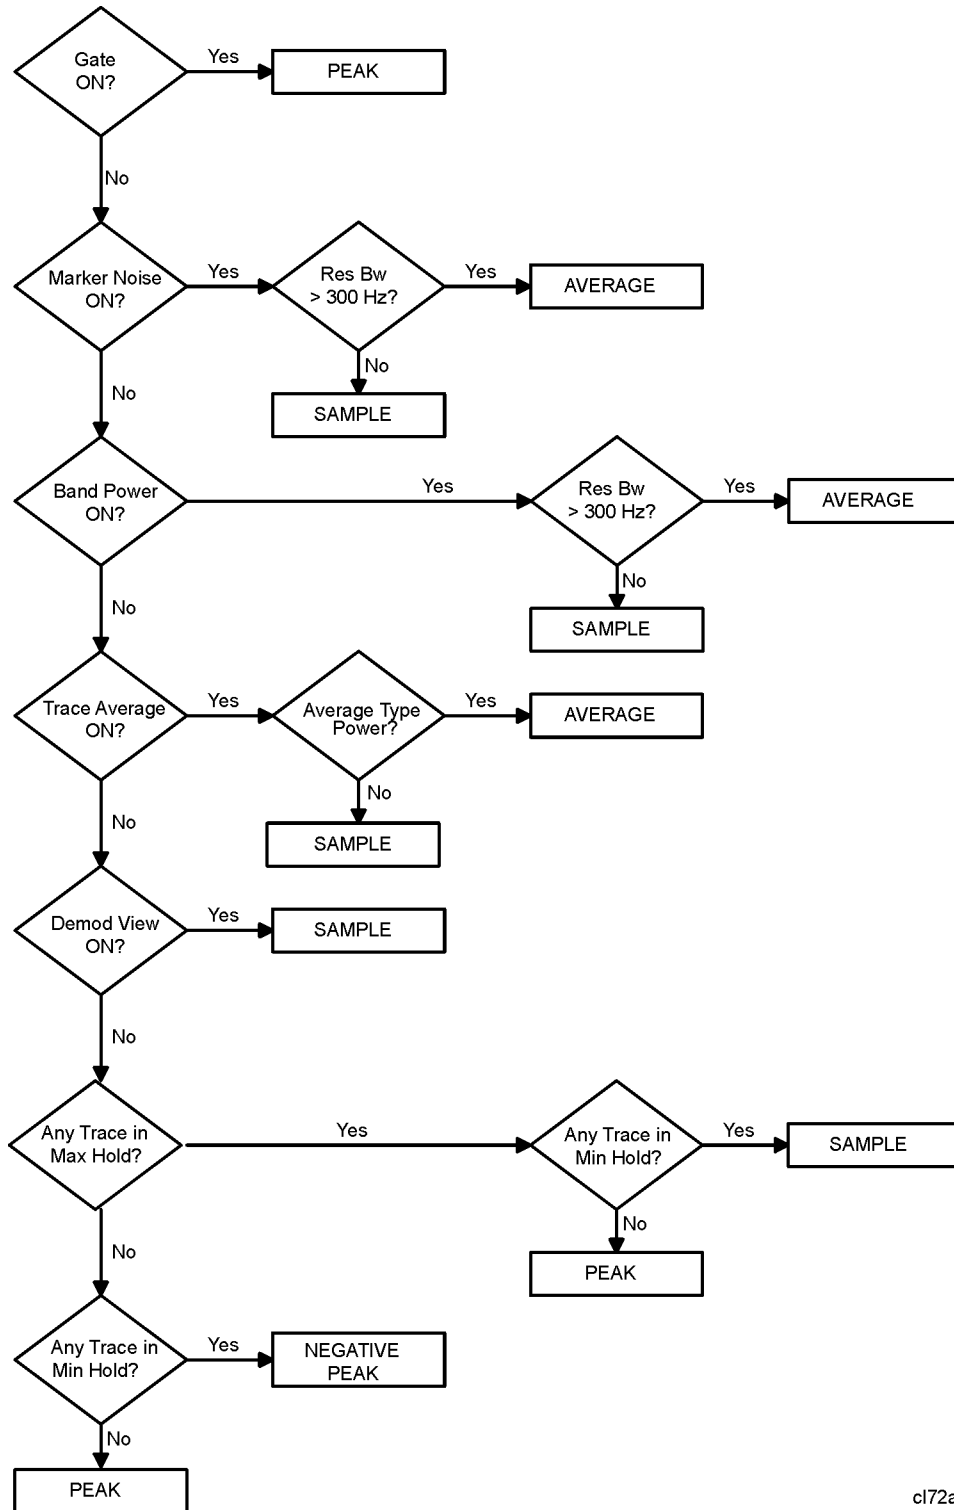 Gate
ON?
Yes
PEAK
No
Marker Noise
ON?
Yes
Res Bw
> 300 Hz?
Yes
AVERAGE
No
SAMPLE
No
Band Power
ON?
Yes
Res Bw
> 300 Hz?
Yes
AVERAGE
No
SAMPLE
No
Trace Average
ON?
Yes
Average Type
Power?
Yes
AVERAGE
No
SAMPLE
No
Demod View
ON?
Yes
SAMPLE
No
Any Trace in
Max Hold?
Yes
Any Trace in
Min Hold?
Yes
SAMPLE
No
PEAK
No
Any Trace in
Min Hold?
Yes
NEGATIVE
PEAK
No
PEAK
cl72a